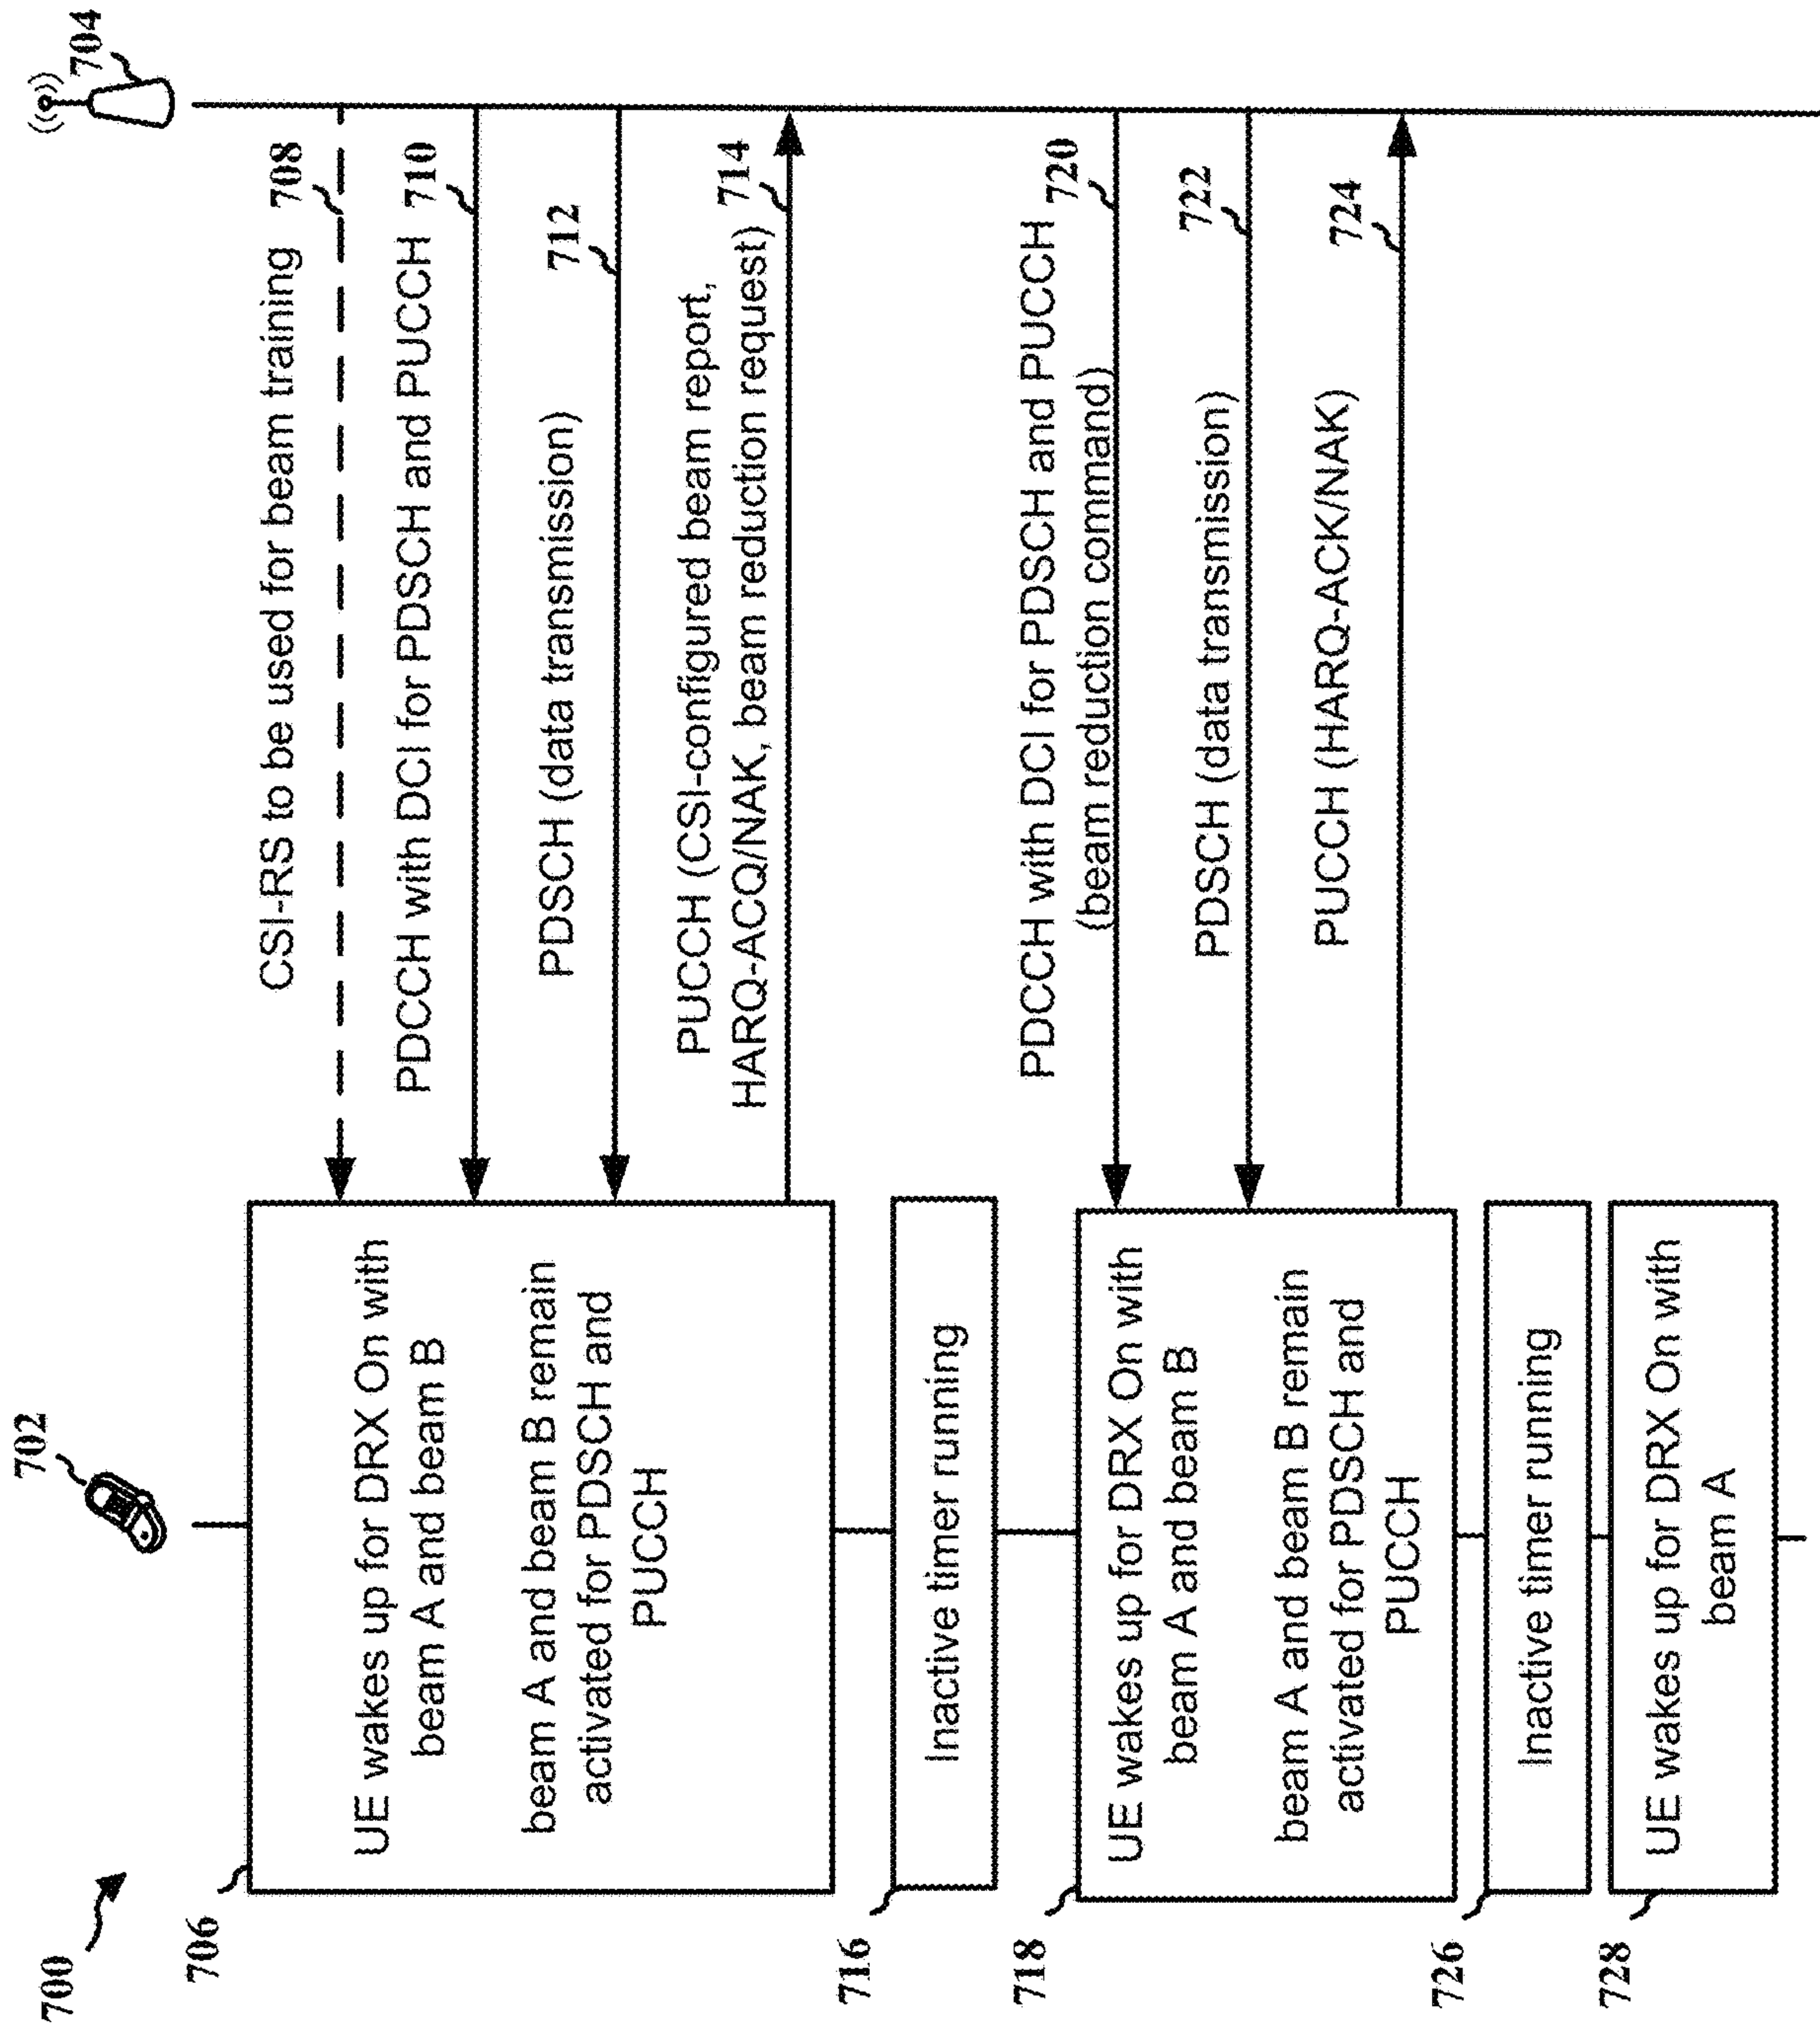 700
702
704
706
UE wakes up for DRX On with
beam A and beam B
beam A and beam B remain
activated for PDSCH and
PUCCH
CSI-RS to be used for beam training
708
PDCCH with DCI for PDSCH and PUCCH
710
PDSCH (data transmission)
712
PUCCH (CSI-configured beam report,
HARQ-ACQ/NAK, beam reduction request)
714
716
Inactive timer running
718
UE wakes up for DRX On with
beam A and beam B
beam A and beam B remain
activated for PDSCH and
PUCCH
PDCCH with DCI for PDSCH and PUCCH
(beam reduction command)
720
PDSCH (data transmission)
722
PUCCH (HARQ-ACK/NAK)
724
726
Inactive timer running
728
UE wakes up for DRX On with
beam A